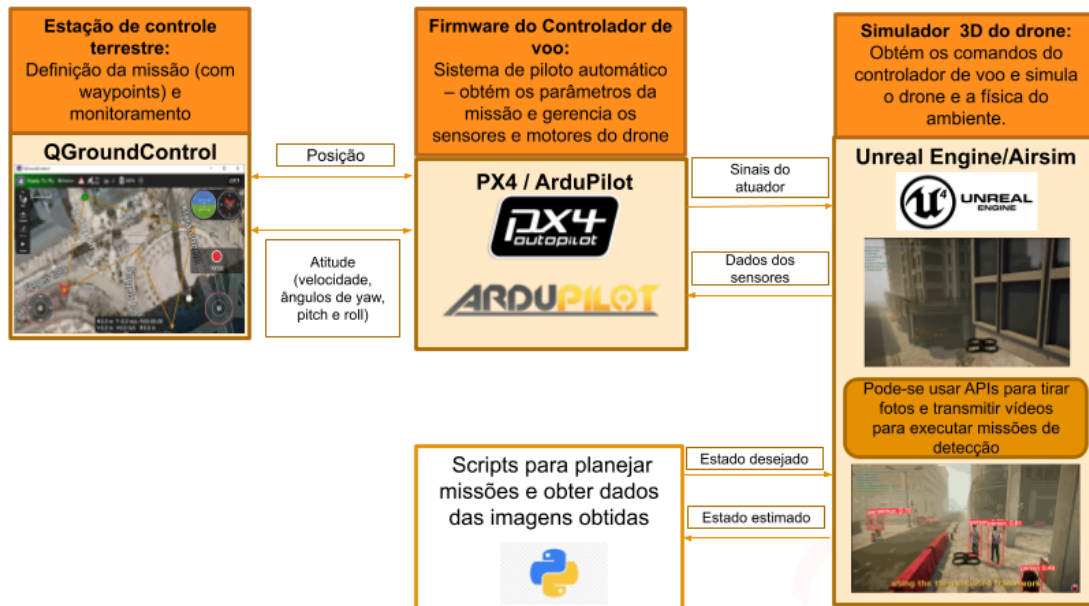 Estação de controle
terrestre:
Definição da missão (com
waypoints) e
monitoramento
QGroundControl
Posição
Atitude
(velocidade,
ângulos de yaw,
pitch e roll)
Firmware do Controlador de
voo:
Sistema de piloto automático
– obtém os parâmetros da
missão e gerencia os
sensores e motores do drone
PX4 / ArduPilot
px4
autopilot
ARDUPILOT
Sinais do
atuador
Dados dos
sensores
Simulador 3D do drone:
Obtém os comandos do
controlador de voo e simula
o drone e a física do
ambiente.
Unreal Engine/Airsim
UNREAL
ENGINE
Pode-se usar APIs para tirar
fotos e transmitir vídeos
para executar missões de
detecção
Scripts para planejar
missões e obter dados
das imagens obtidas
Estado desejado
Estado estimado